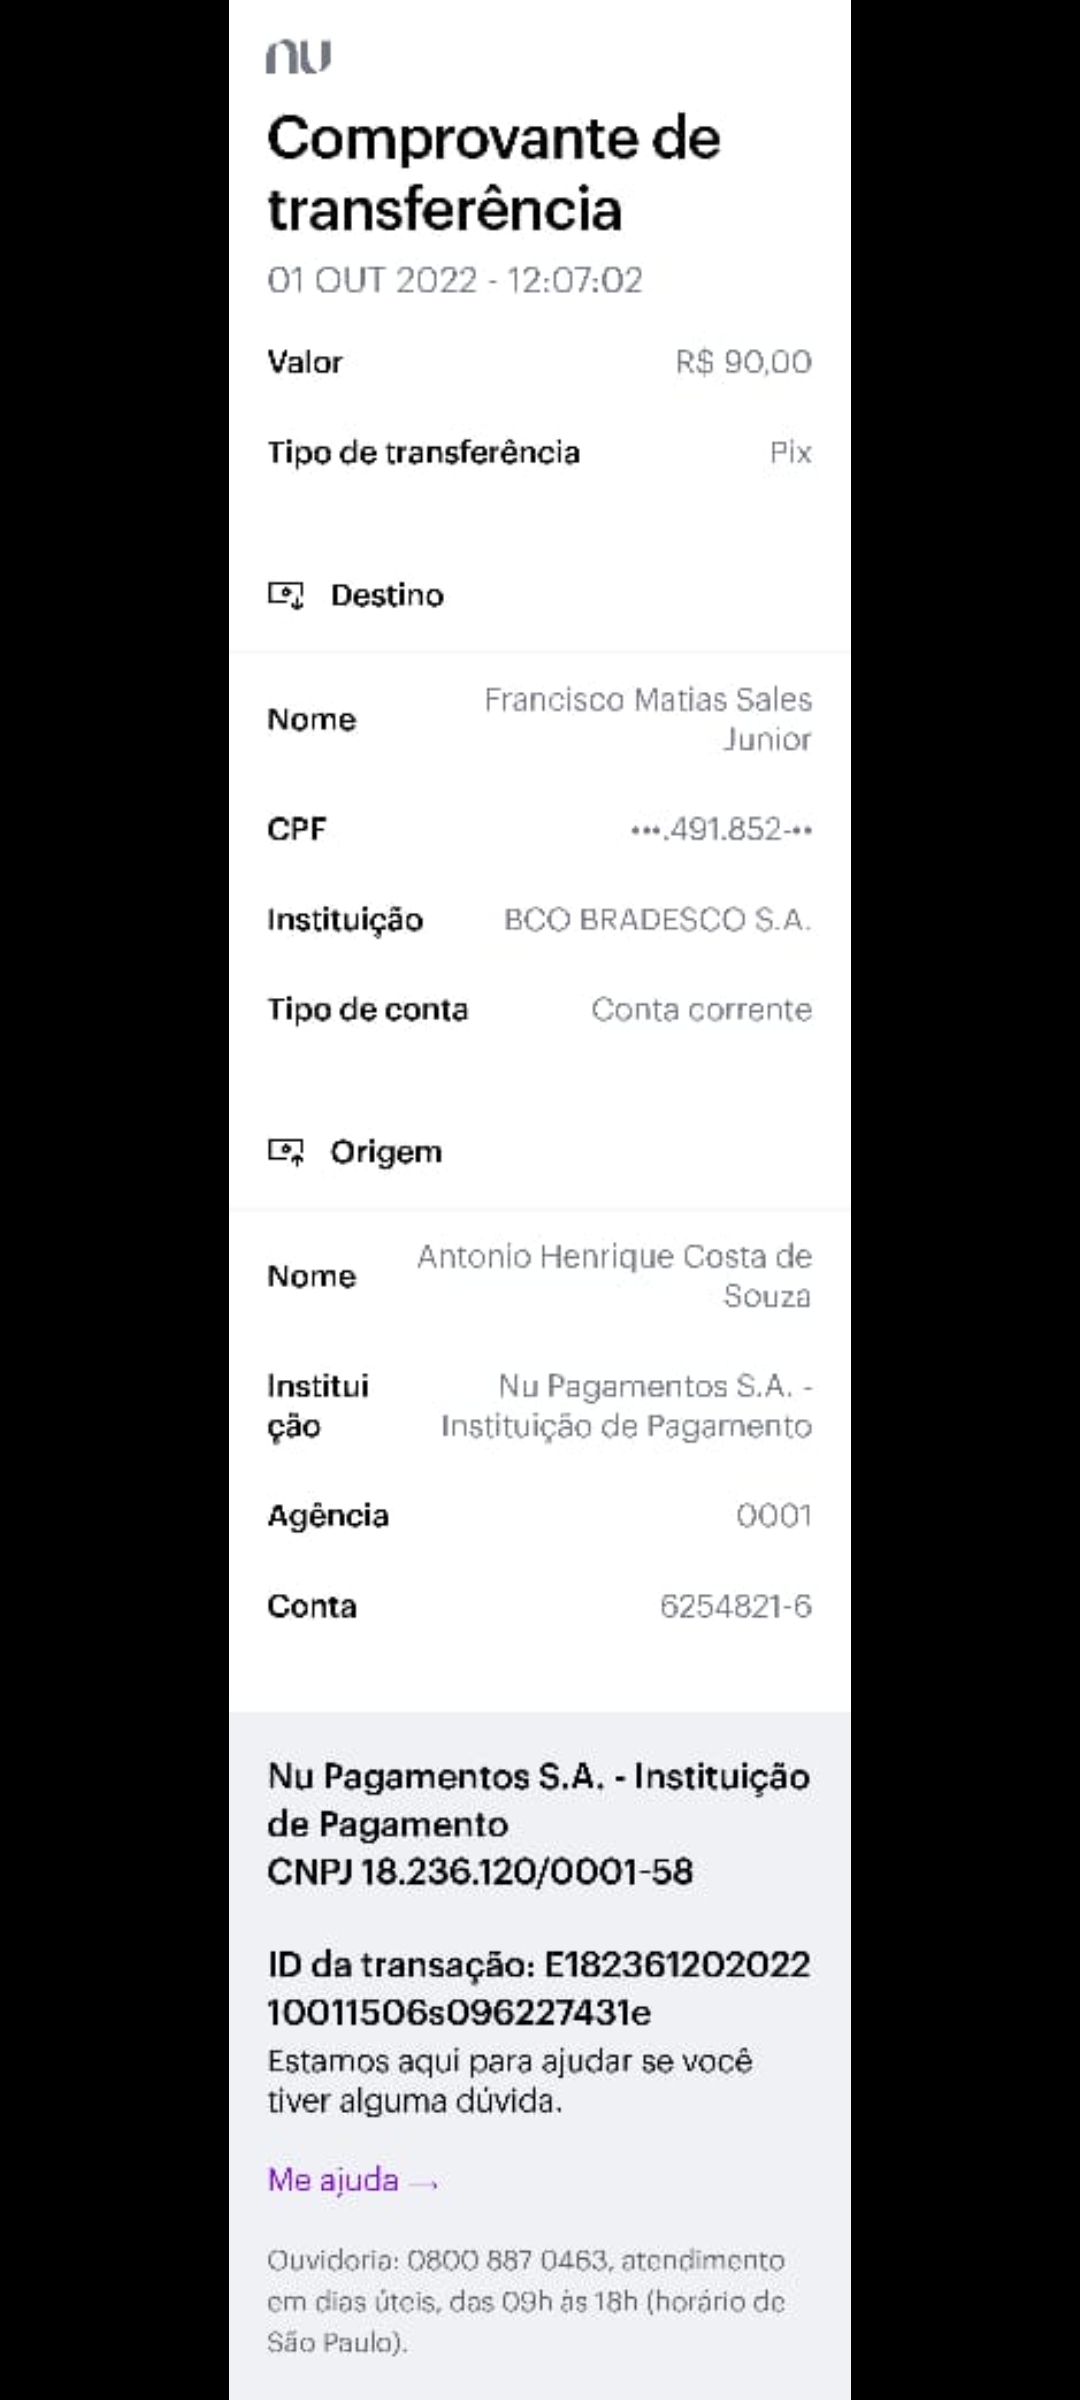 nu
Comprovante de
transferência
01 OUT 2022 - 12:07:02
Valor R$ 90,00
Tipo de transferência Pix
Destino
Nome Francisco Matias Sales
Junior
CPF •••.491.852-••
Instituição BCO BRADESCO S.A.
Tipo de conta Conta corrente
Origem
Nome Antonio Henrique Costa de
Souza
Institui Nu Pagamentos S.A. -
ção Instituição de Pagamento
Agência 0001
Conta 6254821-6
Nu Pagamentos S.A. - Instituição
de Pagamento
CNPJ 18.236.120/0001-58
ID da transação: E182361202022
10011506s096227431e
Estamos aqui para ajudar se você
tiver alguma dúvida.
Me ajuda →
Ouvidoria: 0800 887 0463, atendimento
em dias úteis, das 09h às 18h (horário de
São Paulo).